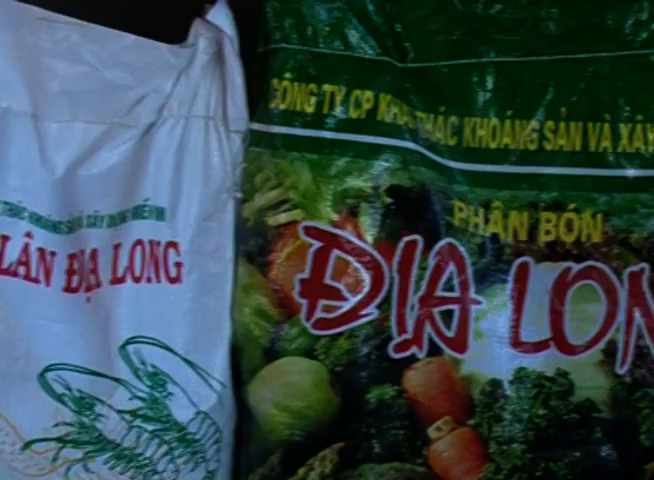 LÂN ĐỊA LONG
CÔNG TY CP KHAI THÁC KHOÁNG SẢN VÀ XÂY
PHÂN BÓN
ĐỊA LON